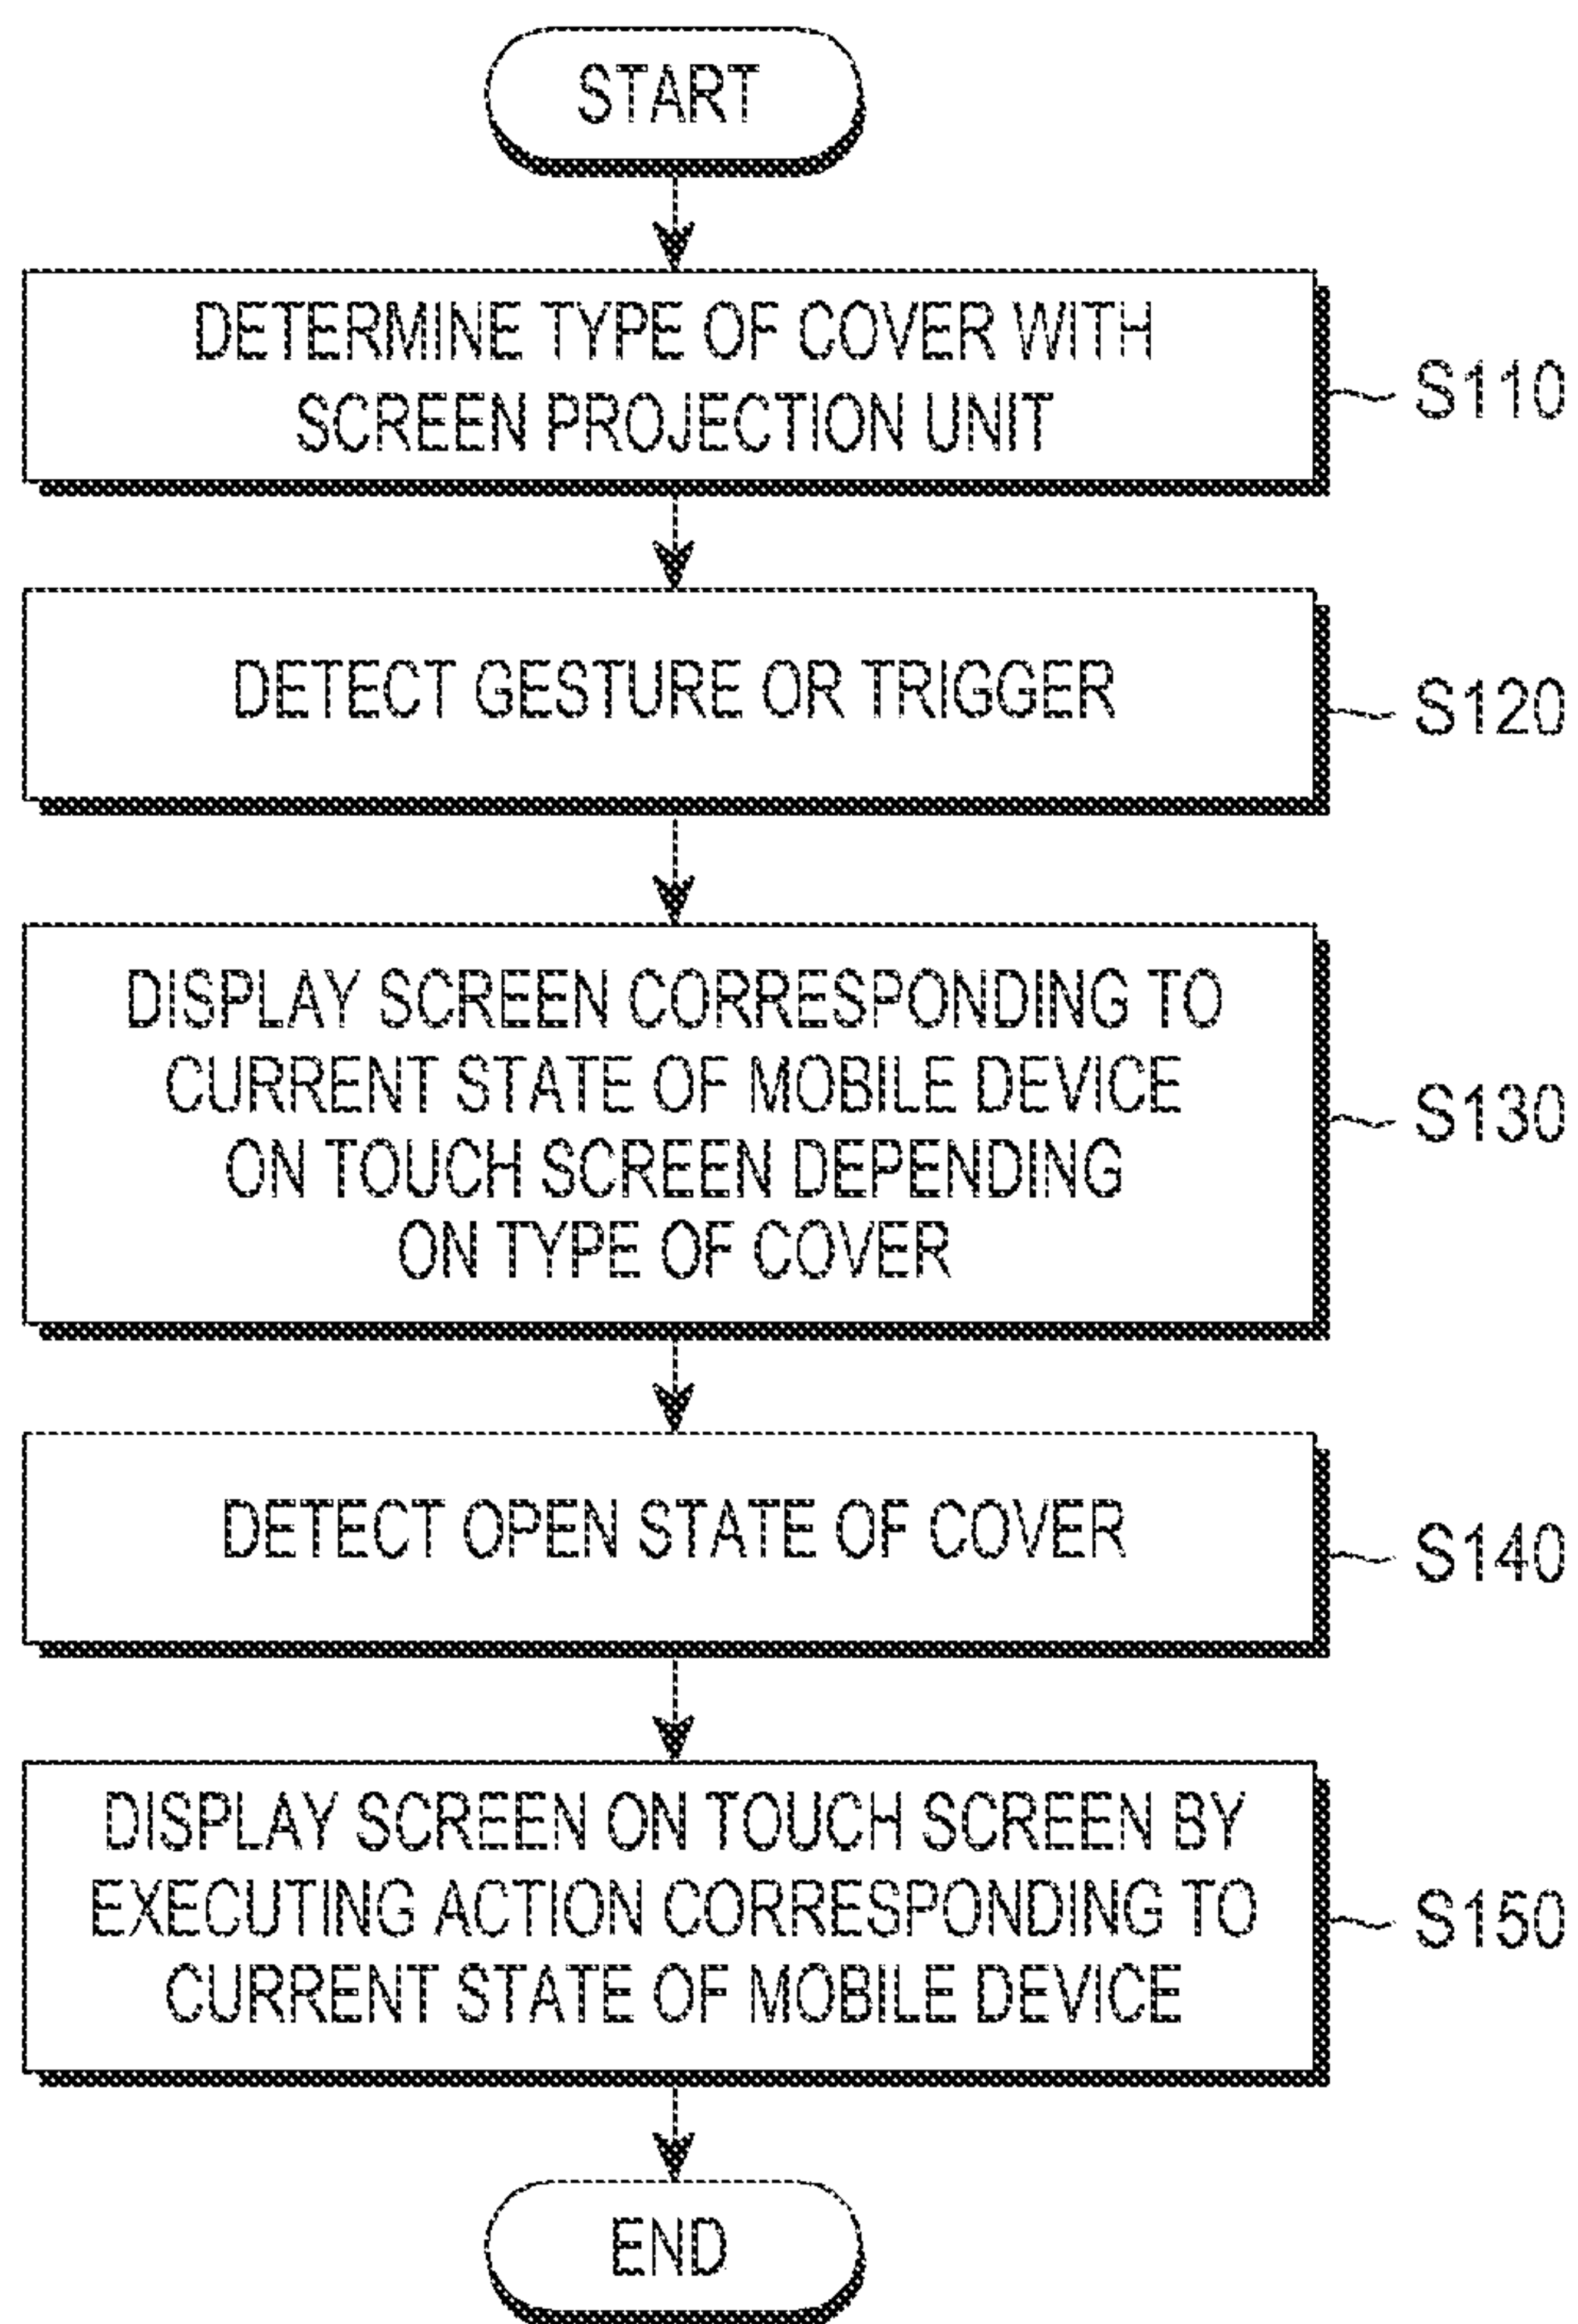 START
DETERMINE TYPE OF COVER WITH
SCREEN PROJECTION UNIT
S110
DETECT GESTURE OR TRIGGER
S120
DISPLAY SCREEN CORRESPONDING TO
CURRENT STATE OF MOBILE DEVICE
ON TOUCH SCREEN DEPENDING
ON TYPE OF COVER
S130
DETECT OPEN STATE OF COVER
S140
DISPLAY SCREEN ON TOUCH SCREEN BY
EXECUTING ACTION CORRESPONDING TO
CURRENT STATE OF MOBILE DEVICE
S150
END